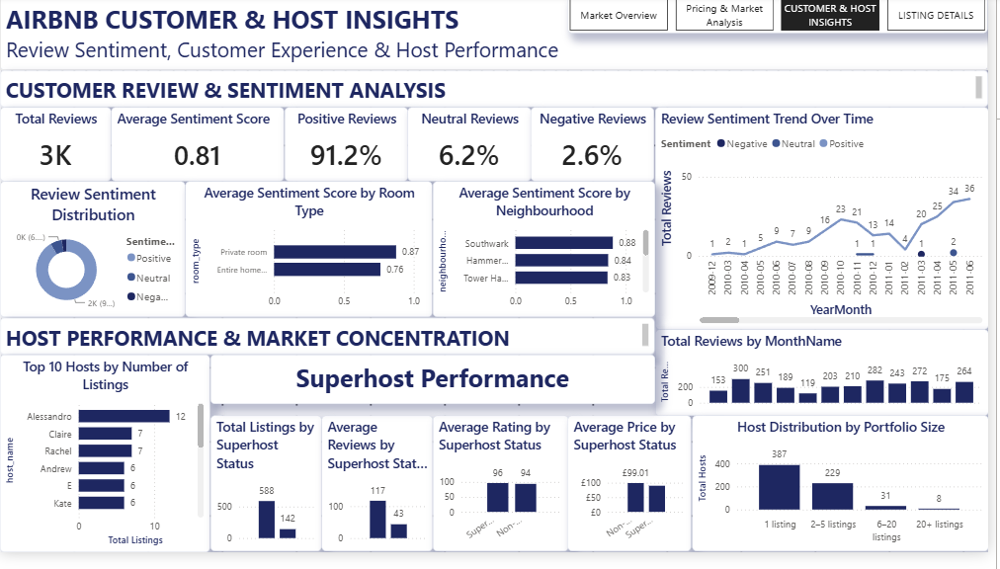 AIRBNB CUSTOMER & HOST INSIGHTS
Review Sentiment, Customer Experience & Host Performance
Market Overview
Pricing & Market
Analysis
CUSTOMER & HOST
INSIGHTS
LISTING DETAILS
CUSTOMER REVIEW & SENTIMENT ANALYSIS
Total Reviews
3K
Average Sentiment Score
0.81
Positive Reviews
91.2%
Neutral Reviews
6.2%
Negative Reviews
2.6%
Review Sentiment Trend Over Time
Sentiment Negative Neutral Positive
Total Reviews
50
0
1 2 1 5 9 7 9 16 23 21 13 14 4 20 25 34 36
1 1 1 2
2009-12 2010-03 2010-04 2010-05 2010-06 2010-07 2010-08 2010-09 2010-10 2010-11 2010-12 2011-01 2011-02 2011-03 2011-04 2011-05 2011-06
YearMonth
Review Sentiment
Distribution
0K (6....)
2K (9...)
Sentime...
Positive
Neutral
Nega...
Average Sentiment Score by Room
Type
room_type
Private room 0.87
Entire home... 0.76
0.0 0.5 1.0
Average Sentiment Score by
Neighbourhood
neighbourho...
Southwark 0.88
Hammer... 0.84
Tower Ha... 0.83
0.0 0.5 1.0
HOST PERFORMANCE & MARKET CONCENTRATION
Total Reviews by MonthName
Total Re...
200
0
153 300 251 189 119 203 210 282 243 272 175 264
Top 10 Hosts by Number of
Listings
host_name
Alessandro 12
Claire 7
Rachel 7
Andrew 6
E 6
Kate 6
0 10
Total Listings
Superhost Performance
Total Listings by
Superhost
Status
588
142
500
0
Average
Reviews by
Superhost Stat...
117
43
100
0
Average Rating by
Superhost Status
96 94
100
50
0
Super... Non-...
Average Price by
Superhost Status
£99.01
£100
£50
£0
Non-... Super...
Host Distribution by Portfolio Size
Total Hosts
400
200
0
387 229 31 8
1 listing
2–5 listings
6–20
listings
20+ listings